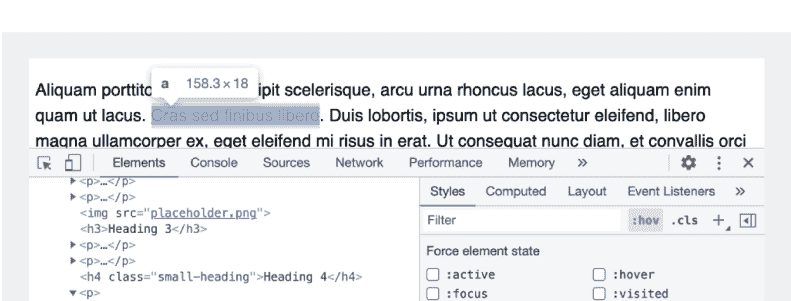 a 158.3 × 18
Aliquam porttito ipit scelerisque, arcu urna rhoncus lacus, eget aliquam enim
quam ut lacus. Cras sed finibus libero. Duis lobortis, ipsum ut consectetur eleifend, libero
magna ullamcorper ex, eget eleifend mi risus in erat. Ut consequat nunc diam, et convallis orci
Elements Console Sources Network Performance Memory »
<p>…</p>
<p>…</p>
<img src="placeholder.png">
<h3>Heading 3</h3>
<p>…</p>
<p>…</p>
<h4 class="small-heading">Heading 4</h4>
<p>
Styles Computed Layout Event Listeners »
Filter :hov .cls +
Force element state
:active :hover
:focus :visited